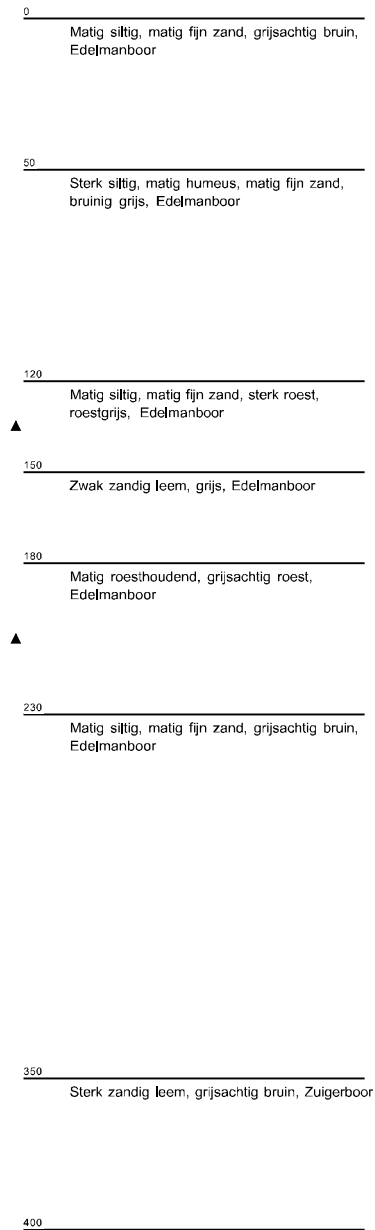 0
Matig siltig, matig fijn zand, grijsachtig bruin,
Edelmanboor
50
Sterk siltig, matig humeus, matig fijn zand,
bruinig grijs, Edelmanboor
120
Matig siltig, matig fijn zand, sterk roest,
roestgrijs, Edelmanboor
150
Zwak zandig leem, grijs, Edelmanboor
180
Matig roesthoudend, grijsachtig roest,
Edelmanboor
230
Matig siltig, matig fijn zand, grijsachtig bruin,
Edelmanboor
350
Sterk zandig leem, grijsachtig bruin, Zuigerboor
400